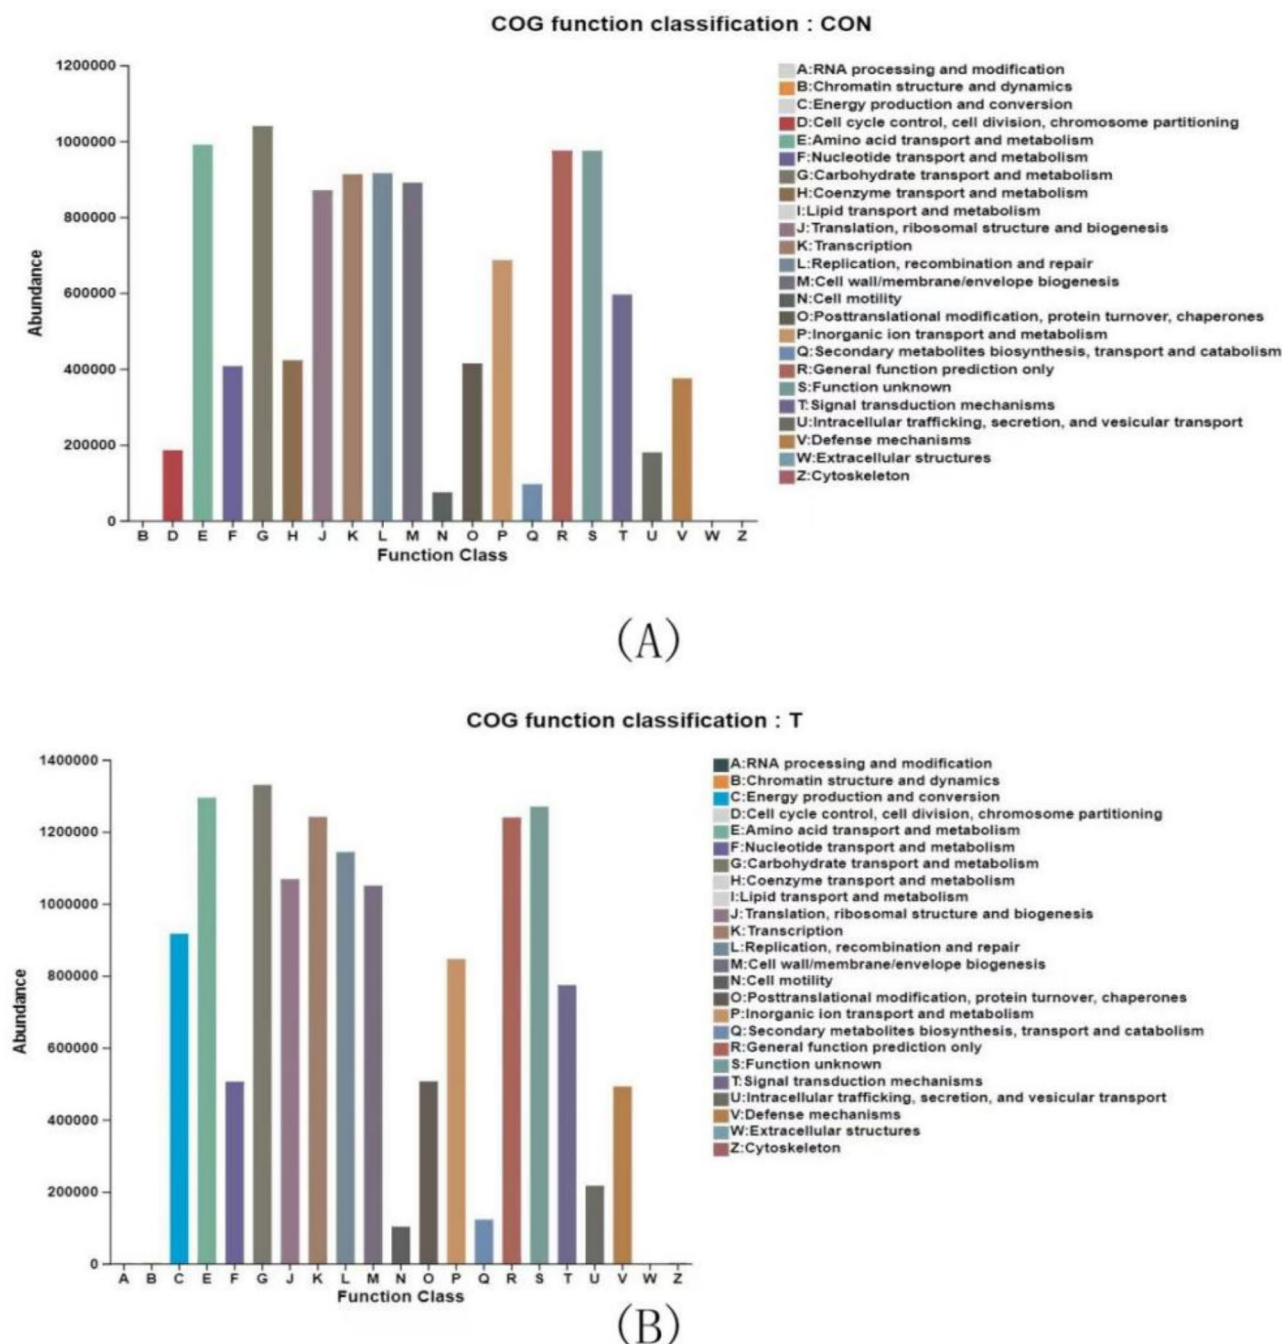 COG function classification : CON
1200000
1000000
800000
600000
400000
200000
0
Abundance
B D E F G H J K L M N O P Q R S T U V W Z
Function Class
A:RNA processing and modification
B:Chromatin structure and dynamics
C:Energy production and conversion
D:Cell cycle control, cell division, chromosome partitioning
E:Amino acid transport and metabolism
F:Nucleotide transport and metabolism
G:Carbohydrate transport and metabolism
H:Coenzyme transport and metabolism
I:Lipid transport and metabolism
J:Translation, ribosomal structure and biogenesis
K:Transcription
L:Replication, recombination and repair
M:Cell wall/membrane/envelope biogenesis
N:Cell motility
O:Posttranslational modification, protein turnover, chaperones
P:Inorganic ion transport and metabolism
Q:Secondary metabolites biosynthesis, transport and catabolism
R:General function prediction only
S:Function unknown
T:Signal transduction mechanisms
U:Intracellular trafficking, secretion, and vesicular transport
V:Defense mechanisms
W:Extracellular structures
Z:Cytoskeleton
(A)
COG function classification : T
1400000
1200000
1000000
800000
600000
400000
200000
0
Abundance
A B C E F G J K L M N O P Q R S T U V W Z
Function Class
A:RNA processing and modification
B:Chromatin structure and dynamics
C:Energy production and conversion
D:Cell cycle control, cell division, chromosome partitioning
E:Amino acid transport and metabolism
F:Nucleotide transport and metabolism
G:Carbohydrate transport and metabolism
H:Coenzyme transport and metabolism
I:Lipid transport and metabolism
J:Translation, ribosomal structure and biogenesis
K:Transcription
L:Replication, recombination and repair
M:Cell wall/membrane/envelope biogenesis
N:Cell motility
O:Posttranslational modification, protein turnover, chaperones
P:Inorganic ion transport and metabolism
Q:Secondary metabolites biosynthesis, transport and catabolism
R:General function prediction only
S:Function unknown
T:Signal transduction mechanisms
U:Intracellular trafficking, secretion, and vesicular transport
V:Defense mechanisms
W:Extracellular structures
Z:Cytoskeleton
(B)